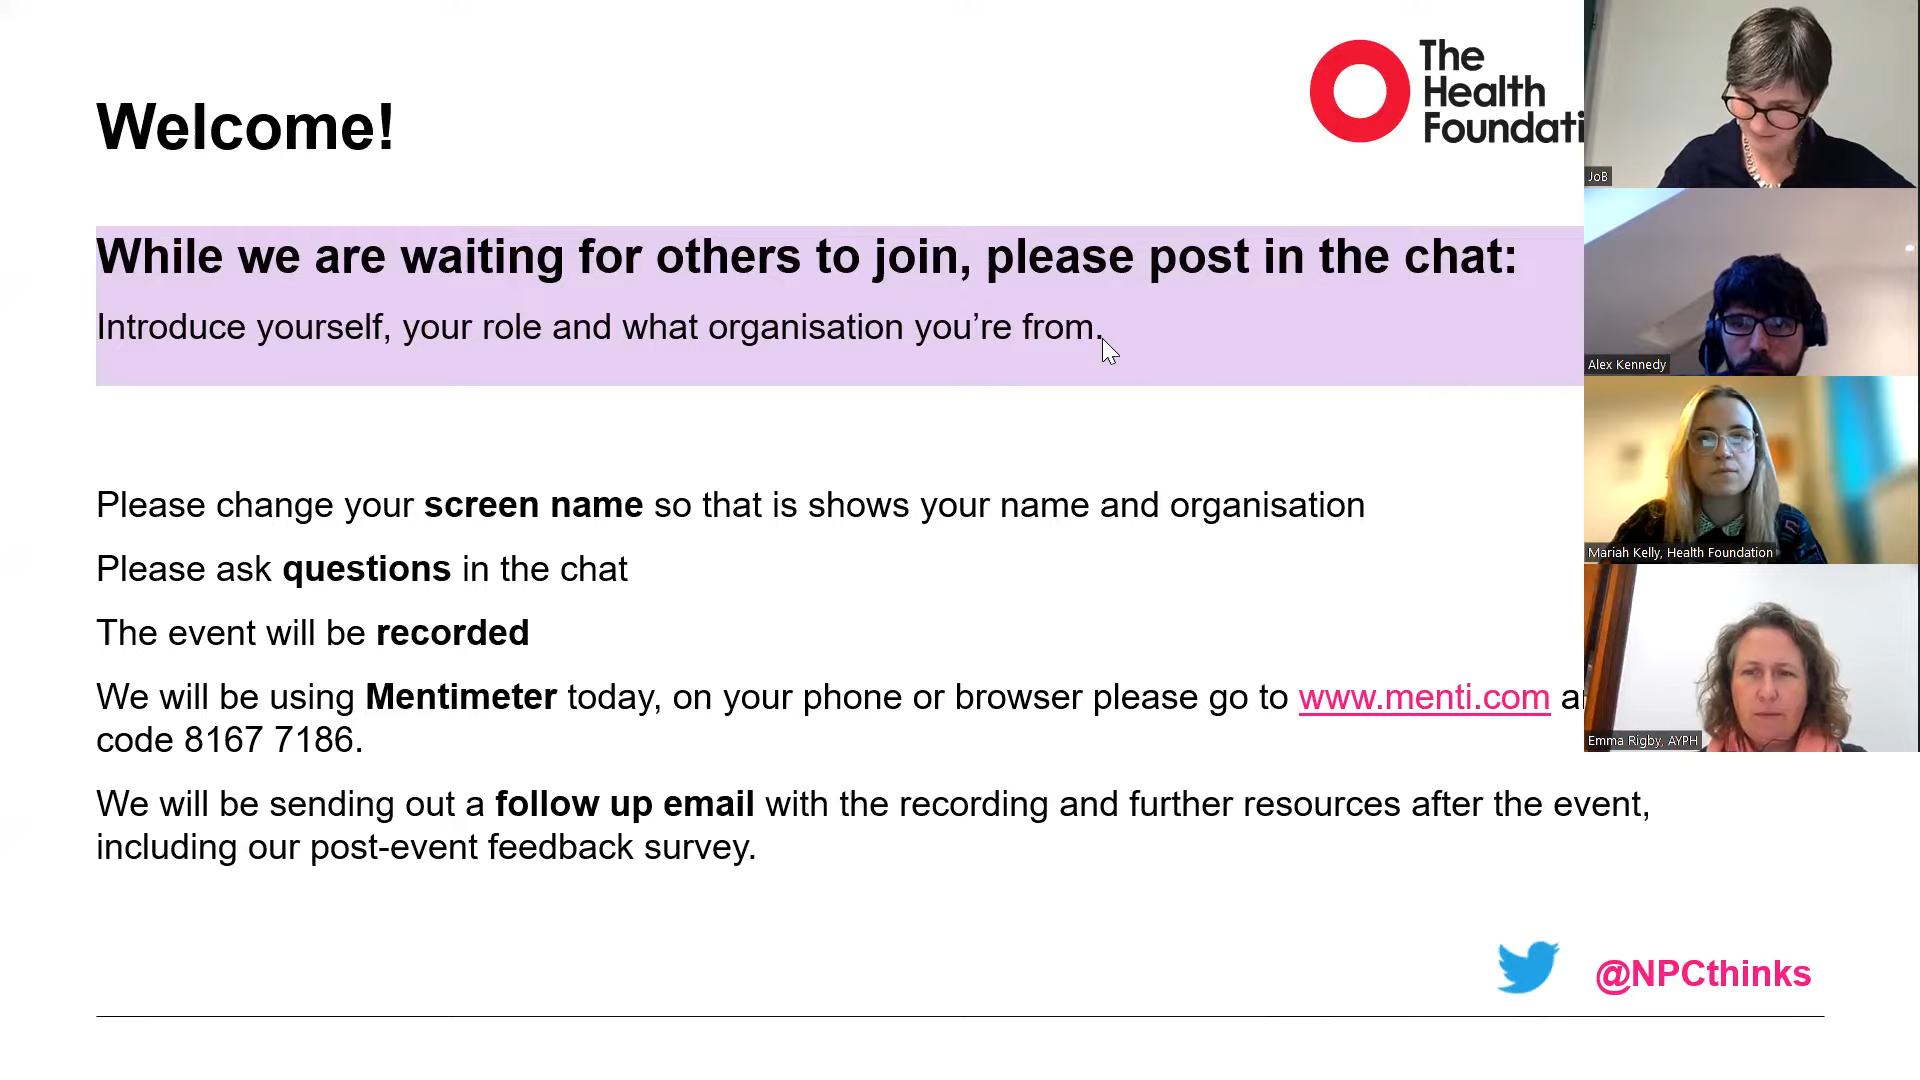 Welcome!
The
Health
Foundati
While we are waiting for others to join, please post in the chat:
Introduce yourself, your role and what organisation you're from.
Please change your screen name so that is shows your name and organisation
Please ask questions in the chat
The event will be recorded
We will be using Mentimeter today, on your phone or browser please go to www.menti.com
code 8167 7186.
We will be sending out a follow up email with the recording and further resources after the event,
including our post-event feedback survey.
@NPCthinks
JoB
Alex Kennedy
Mariah Kelly, Health Foundation
Emma Rigby, AYPH